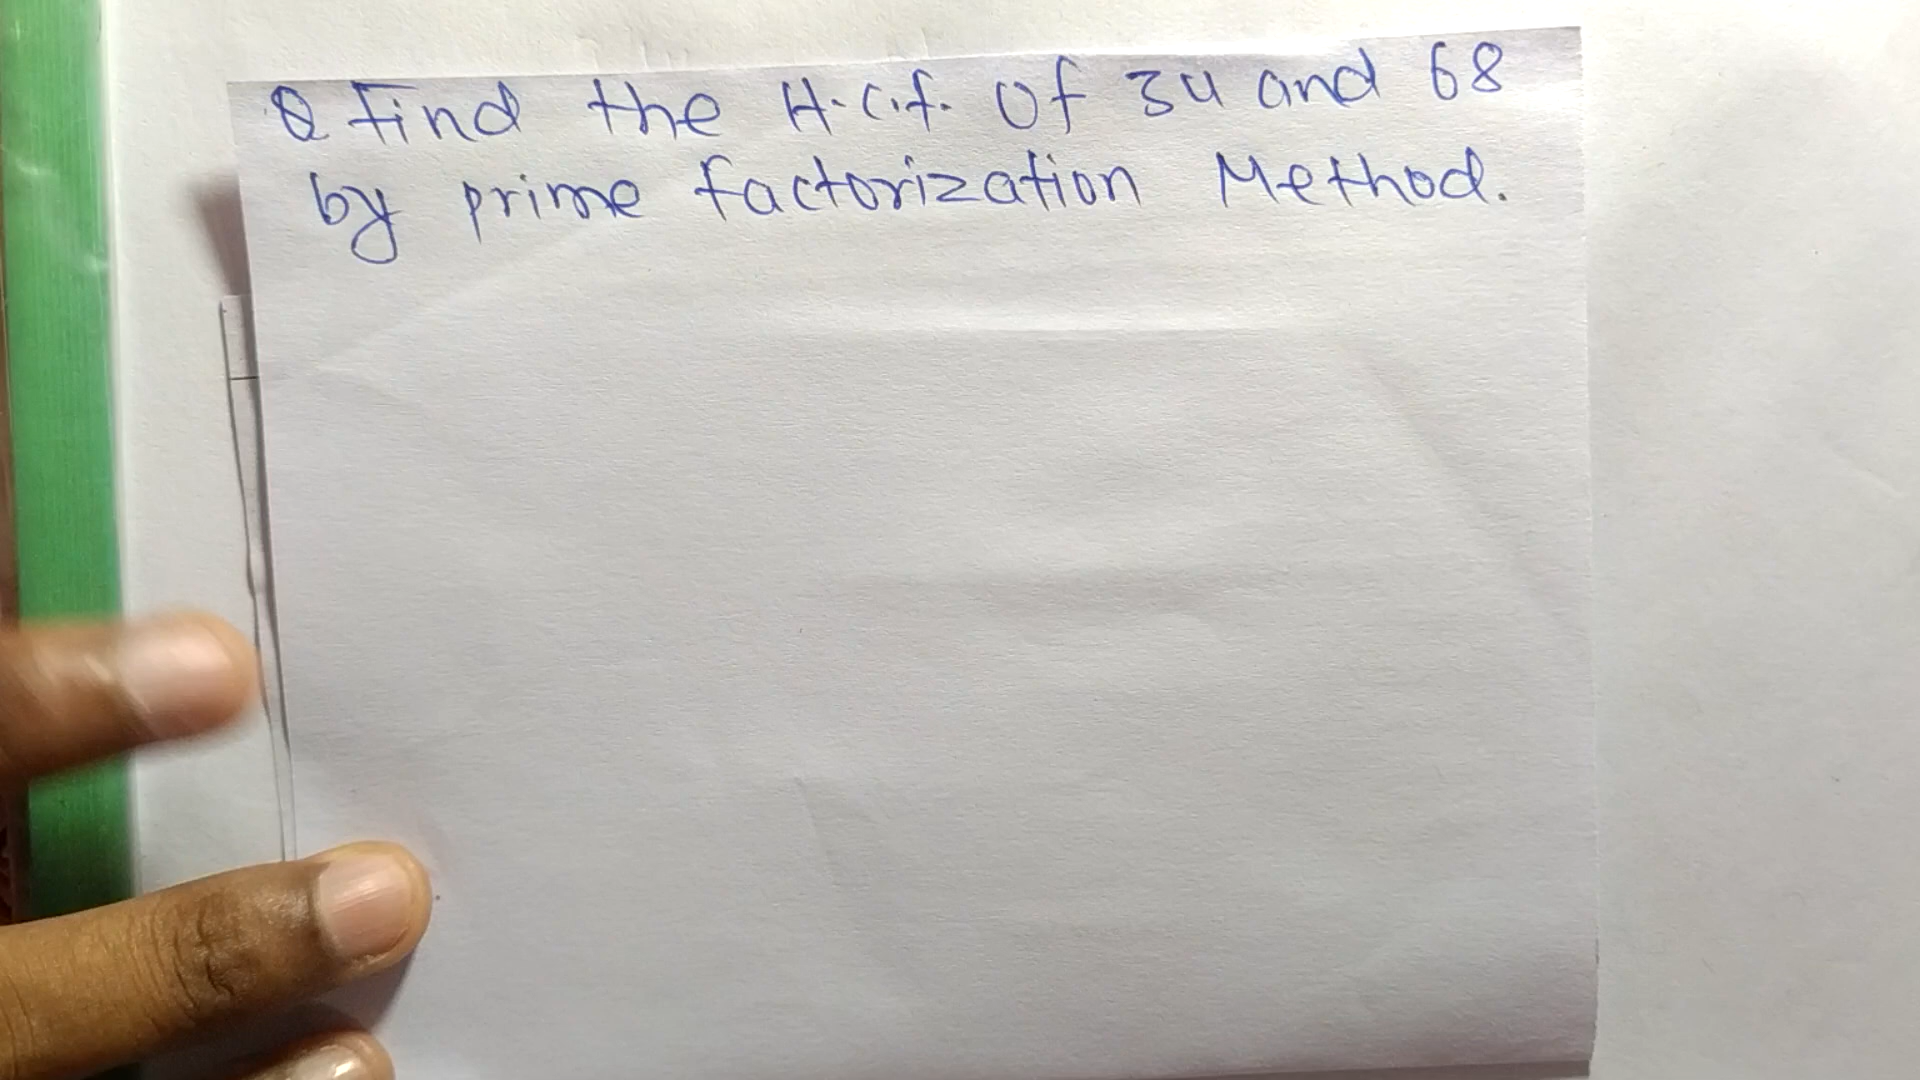 Q Find the H.C.f. Of 34 and 68
by prime factorization Method.